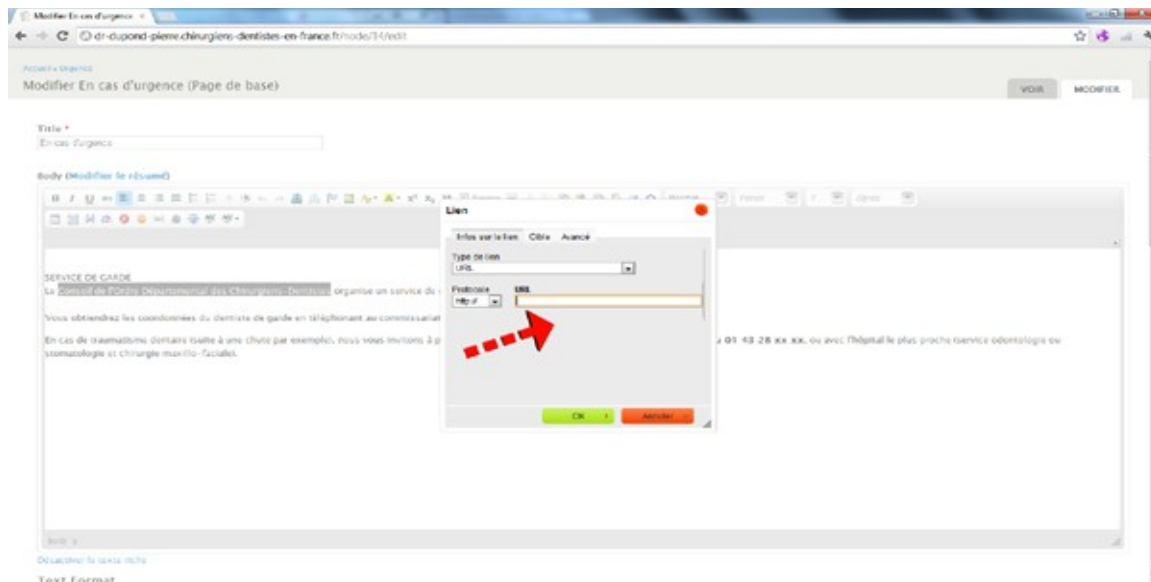 Modifier En cas d'urgence
dr-dupond-pierre.chirurgiens-dentistes-en-france.fr/node/14/edit
Accueil » Urgence
Modifier En cas d'urgence (Page de base)
VOIR
MODIFIER
Title *
En cas d'urgence
Body (Modifier le résumé)
Lien
Infos sur le lien Cible Avancé
Type de lien
URL
Protocole URL
http://
OK
Annuler
SERVICE DE GARDE
Le Conseil de l'Ordre Départemental des Chirurgiens-Dentistes organise un service de
Vous obtiendrez les coordonnées du dentiste de garde en téléphonant au commissariat
En cas de traumatisme dentaire (suite à une chute par exemple), nous vous invitons à p
01 43 28 xx xx, ou avec l'hôpital le plus proche (service odontologie ou
stomatologie et chirurgie maxillo-faciale).
body p
Désactiver le texte riche
Text Format